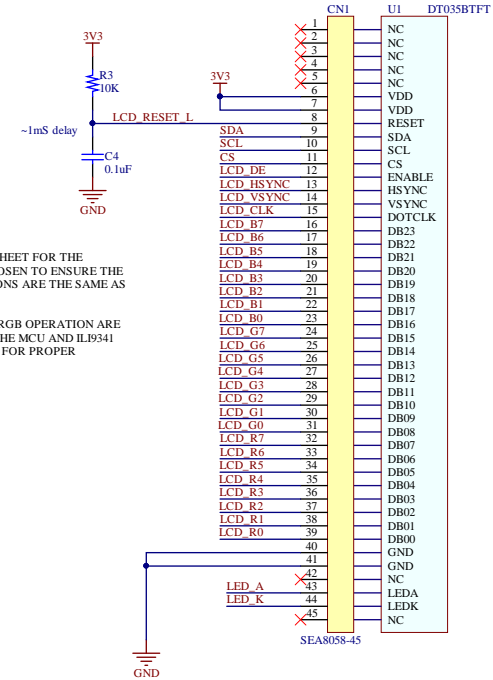 CN1 U1 DT035BTFT
3V3
R3
10K
~1mS delay
C4
0.1uF
GND
3V3
LCD_RESET_L
HEET FOR THE
OSEN TO ENSURE THE
ONS ARE THE SAME AS
RGB OPERATION ARE
HE MCU AND ILI9341
FOR PROPER
1 NC
2 NC
3 NC
4 NC
5 NC
6 VDD
7 VDD
8 RESET
SDA 9 SDA
SCL 10 SCL
CS 11 CS
LCD_DE 12 ENABLE
LCD_HSYNC 13 HSYNC
LCD_VSYNC 14 VSYNC
LCD_CLK 15 DOTCLK
LCD_B7 16 DB23
LCD_B6 17 DB22
LCD_B5 18 DB21
LCD_B4 19 DB20
LCD_B3 20 DB19
LCD_B2 21 DB18
LCD_B1 22 DB17
LCD_B0 23 DB16
LCD_G7 24 DB15
LCD_G6 25 DB14
LCD_G5 26 DB13
LCD_G4 27 DB12
LCD_G3 28 DB11
LCD_G2 29 DB10
LCD_G1 30 DB09
LCD_G0 31 DB08
LCD_R7 32 DB07
LCD_R6 33 DB06
LCD_R5 34 DB05
LCD_R4 35 DB04
LCD_R3 36 DB03
LCD_R2 37 DB02
LCD_R1 38 DB01
LCD_R0 39 DB00
40 GND
41 GND
42 NC
LED_A 43 LEDA
LED_K 44 LEDK
45 NC
SEA8058-45
GND